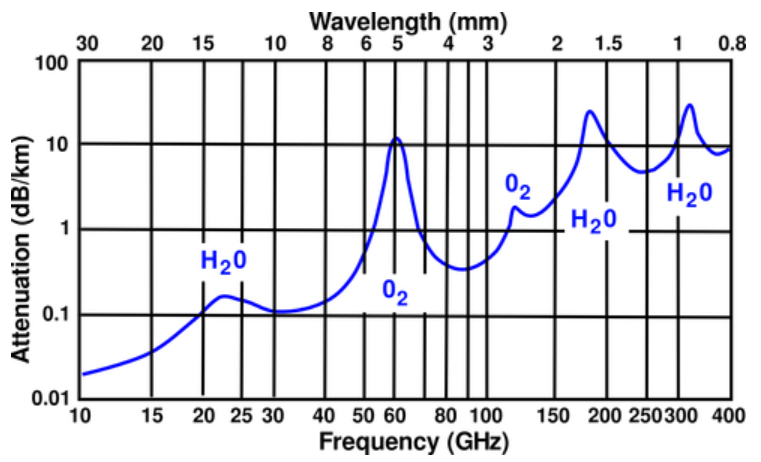 Wavelength (mm)
30 20 15 10 8 6 5 4 3 2 1.5 1 0.8
Attenuation (dB/km)
100
10
1
0.1
0.01
H₂0
0₂
0₂
H₂0
H₂0
10 15 20 25 30 40 50 60 80 100 150 200 250 300 400
Frequency (GHz)